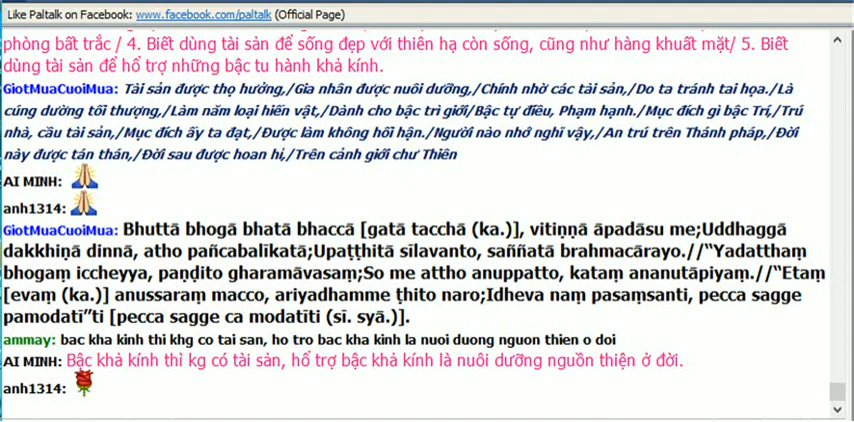 Like Paltalk on Facebook: www.facebook.com/paltalk (Official Page)
phòng bất trắc / 4. Biết dùng tài sản để sống đẹp với thiên hạ còn sống, cũng như hàng khuất mặt/ 5. Biết
dùng tài sản để hổ trợ những bậc tu hành khả kính.
GiotMuaCuoiMua: Tài sản được thọ hưởng,/Gia nhân được nuôi dưỡng,/Chính nhờ các tài sản,/Do ta tránh tai họa./Là
cúng dường tối thượng,/Làm năm loại hiến vật,/Dành cho bậc trì giới/Bậc tự điều, Phạm hạnh./Mục đích gì bậc Trí,/Trú
nhà, cầu tài sản,/Mục đích ấy ta đạt,/Được làm không hối hận./Người nào nhớ nghĩ vậy,/An trú trên Thánh pháp,/Đời
này được tán thán,/Đời sau được hoan hỉ,/Trên cảnh giới chư Thiên
AI MINH:
anh1314:
GiotMuaCuoiMua: Bhuttā bhogā bhatā bhaccā [gatā tacchā (ka.)], vitiṇṇā āpadāsu me;Uddhaggā
dakkhiṇā dinnā, atho pañcabalīkatā;Upaṭṭhitā sīlavanto, saññatā brahmacārayo.//“Yadatthaṃ
bhogaṃ iccheyya, paṇḍito gharamāvasaṃ;So me attho anuppatto, kataṃ ananutāpiyaṃ.//“Etaṃ
[evaṃ (ka.)] anussaraṃ macco, ariyadhamme ṭhito naro;Idheva naṃ pasaṃsanti, pecca sagge
pamodatī”ti [pecca sagge ca modatīti (sī. syā.)].
ammay: bac kha kinh thi khg co tai san, ho tro bac kha kinh la nuoi duong nguon thien o doi
AI MINH: Bậc khả kính thì kg có tài sản, hổ trợ bậc khả kính là nuôi dưỡng nguồn thiện ở đời.
anh1314: